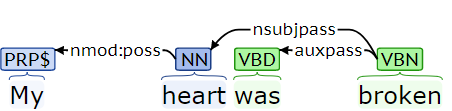 nsubjpass
nmod:poss auxpass
PRP$ NN VBD VBN
My heart was broken